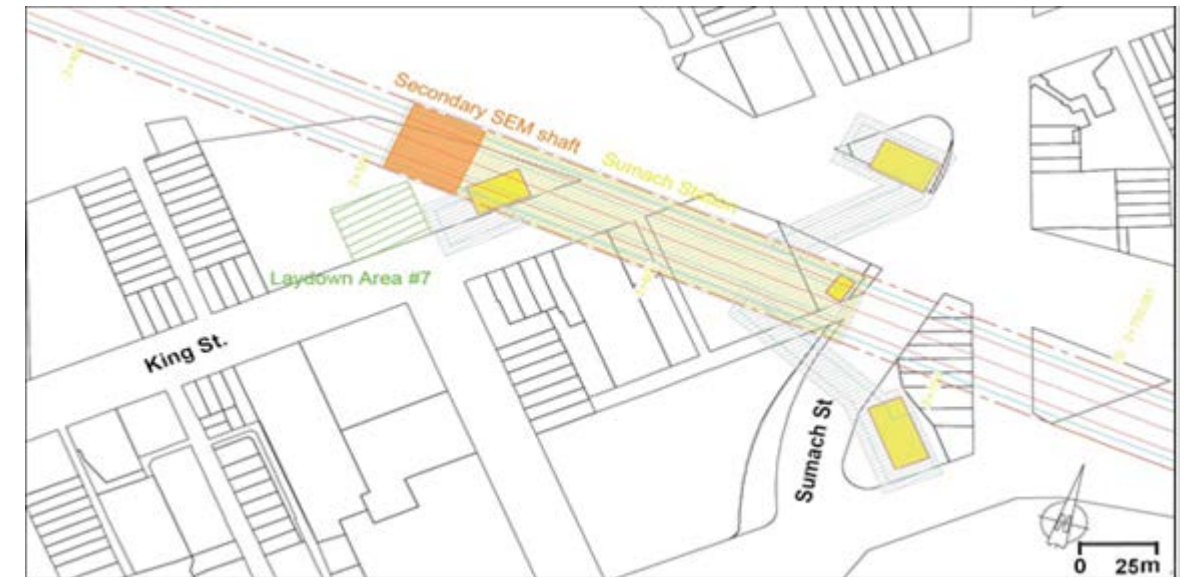 Secondary SEM shaft
Sumach Station
Laydown Area #7
King St.
Sumach St
N
0 25m